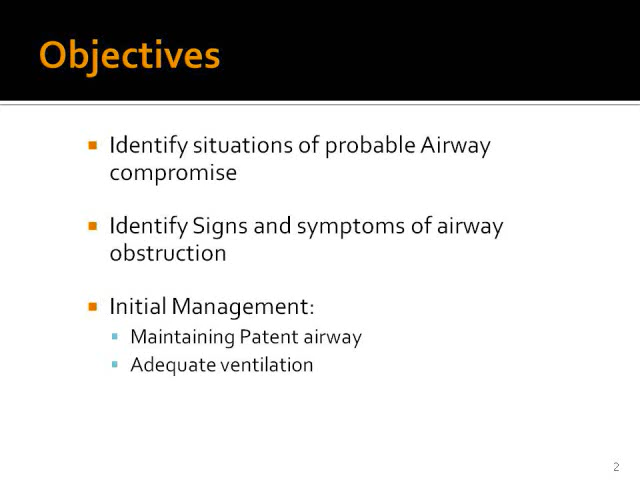 Objectives
Identify situations of probable Airway
compromise
Identify Signs and symptoms of airway
obstruction
Initial Management:
Maintaining Patent airway
Adequate ventilation
2